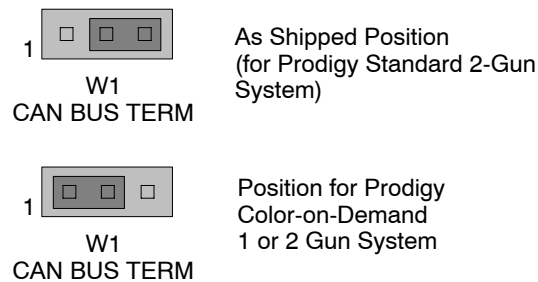 1
W1
CAN BUS TERM
As Shipped Position
(for Prodigy Standard 2-Gun
System)
1
W1
CAN BUS TERM
Position for Prodigy
Color-on-Demand
1 or 2 Gun System